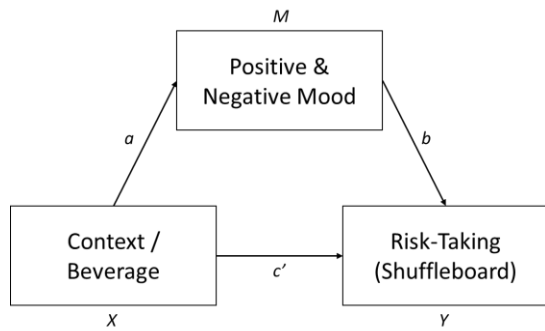 M
Positive &
Negative Mood
a
b
Context /
Beverage
c'
Risk-Taking
(Shuffleboard)
X
Y